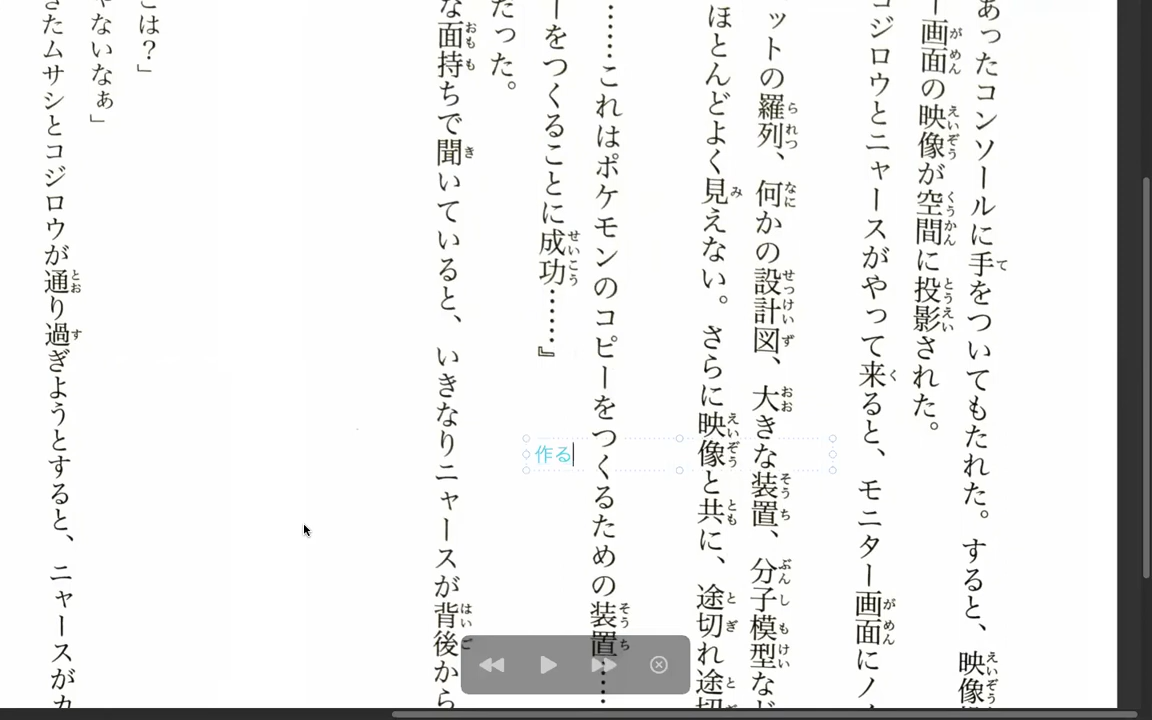 あったコンソールに手をついてもたれた。すると、映像
ー画面の映像が空間に投影された。
コジロウとニャースがやって来ると、モニター画面にノ
ットの羅列、何かの設計図、大きな装置、分子模型など
ほとんどよく見えない。さらに映像と共に、途切れ途切
……これはポケモンのコピーをつくるための装置……
ーをつくることに成功……』
たった。
な面持ちで聞いていると、いきなりニャースが背後から
こは？」
ゃないなぁ」
きたムサシとコジロウが通り過ぎようとすると、ニャースがカ
作る